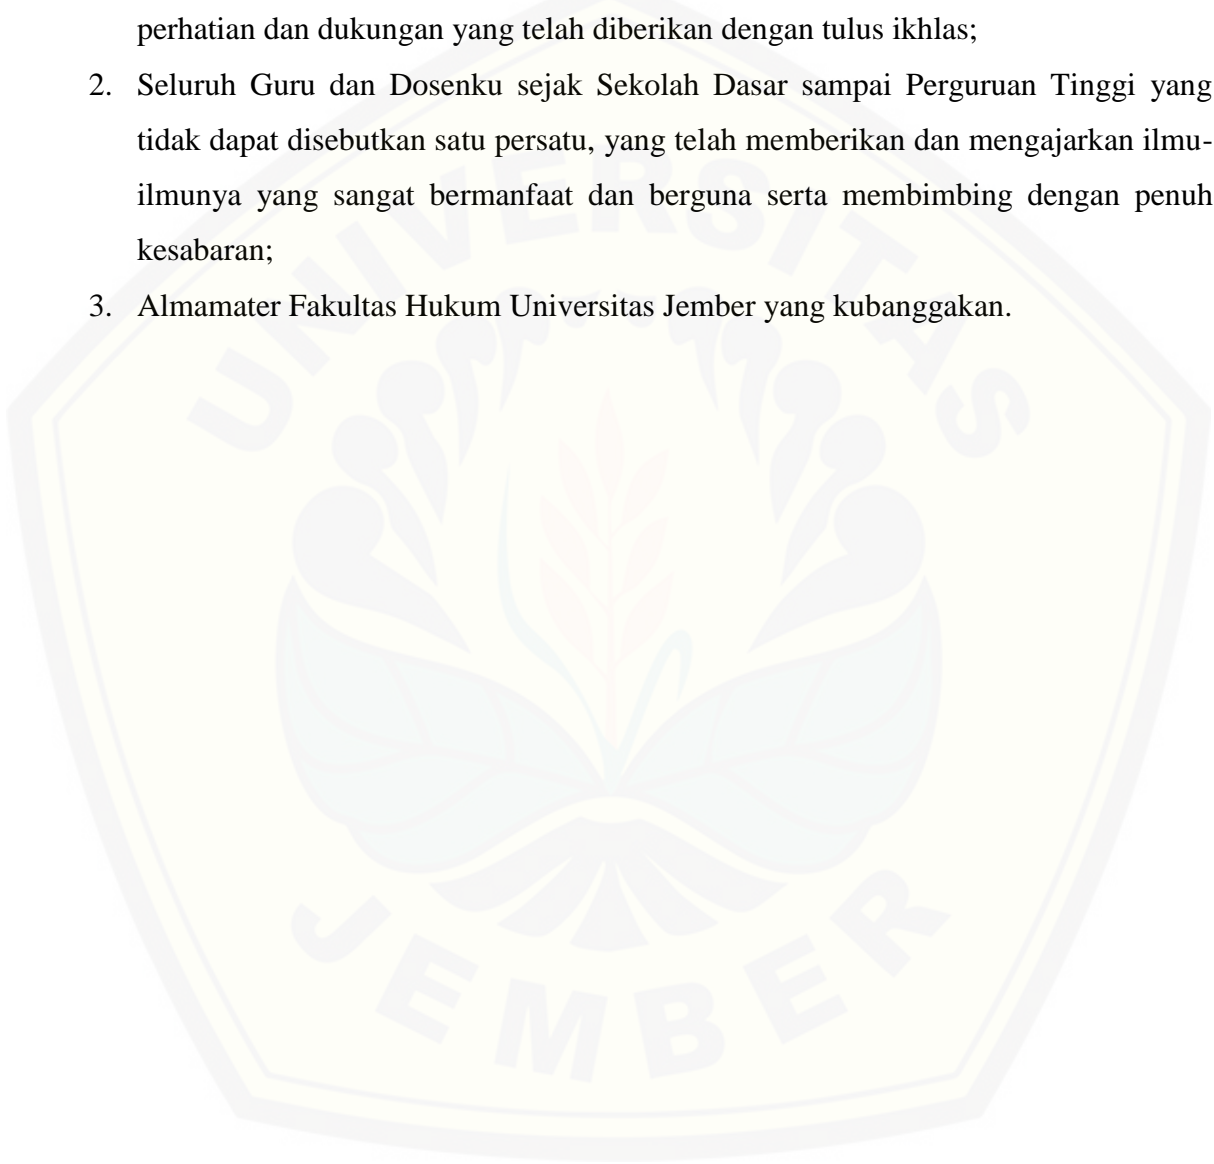 perhatian dan dukungan yang telah diberikan dengan tulus ikhlas;
2. Seluruh Guru dan Dosenku sejak Sekolah Dasar sampai Perguruan Tinggi yang
tidak dapat disebutkan satu persatu, yang telah memberikan dan mengajarkan ilmu-
ilmunya yang sangat bermanfaat dan berguna serta membimbing dengan penuh
kesabaran;
3. Almamater Fakultas Hukum Universitas Jember yang kubanggakan.
UNIVERSITAS
JEMBER